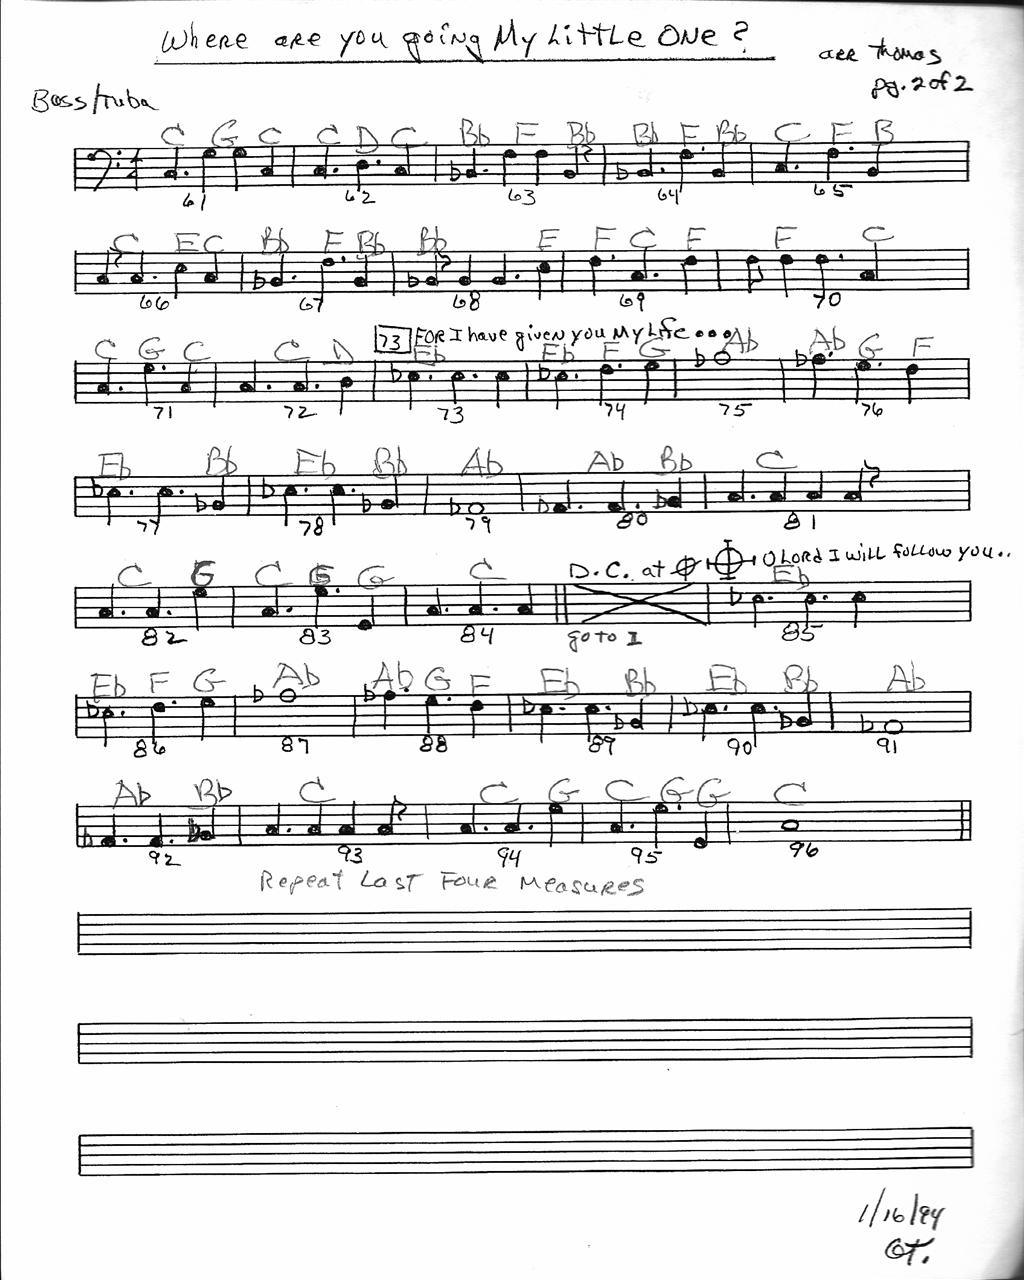 Where are you going My Little One?
arr Thomas
pg. 2 of 2
Bass/Tuba
C G C C D C Bb F Bb Bb F Bb C F B
61 62 63 64 65
C E C Bb F Bb Bb E F C F F C
66 67 68 69 70
73 For I have given you My Life ...
C G C C D Eb Eb F G Ab Ab G F
71 72 73 74 75 76
Eb Bb Eb Bb Ab Ab Bb C
77 78 79 80 81
D.C. at O Lord I will follow you..
C G C G G C Eb
82 83 84 go to 1 85
Eb F G Ab Ab G F Eb Bb Eb Bb Ab
86 87 88 89 90 91
Ab Bb C C G C G G C
92 93 94 95 96
Repeat Last Four Measures
1/16/94
OT.